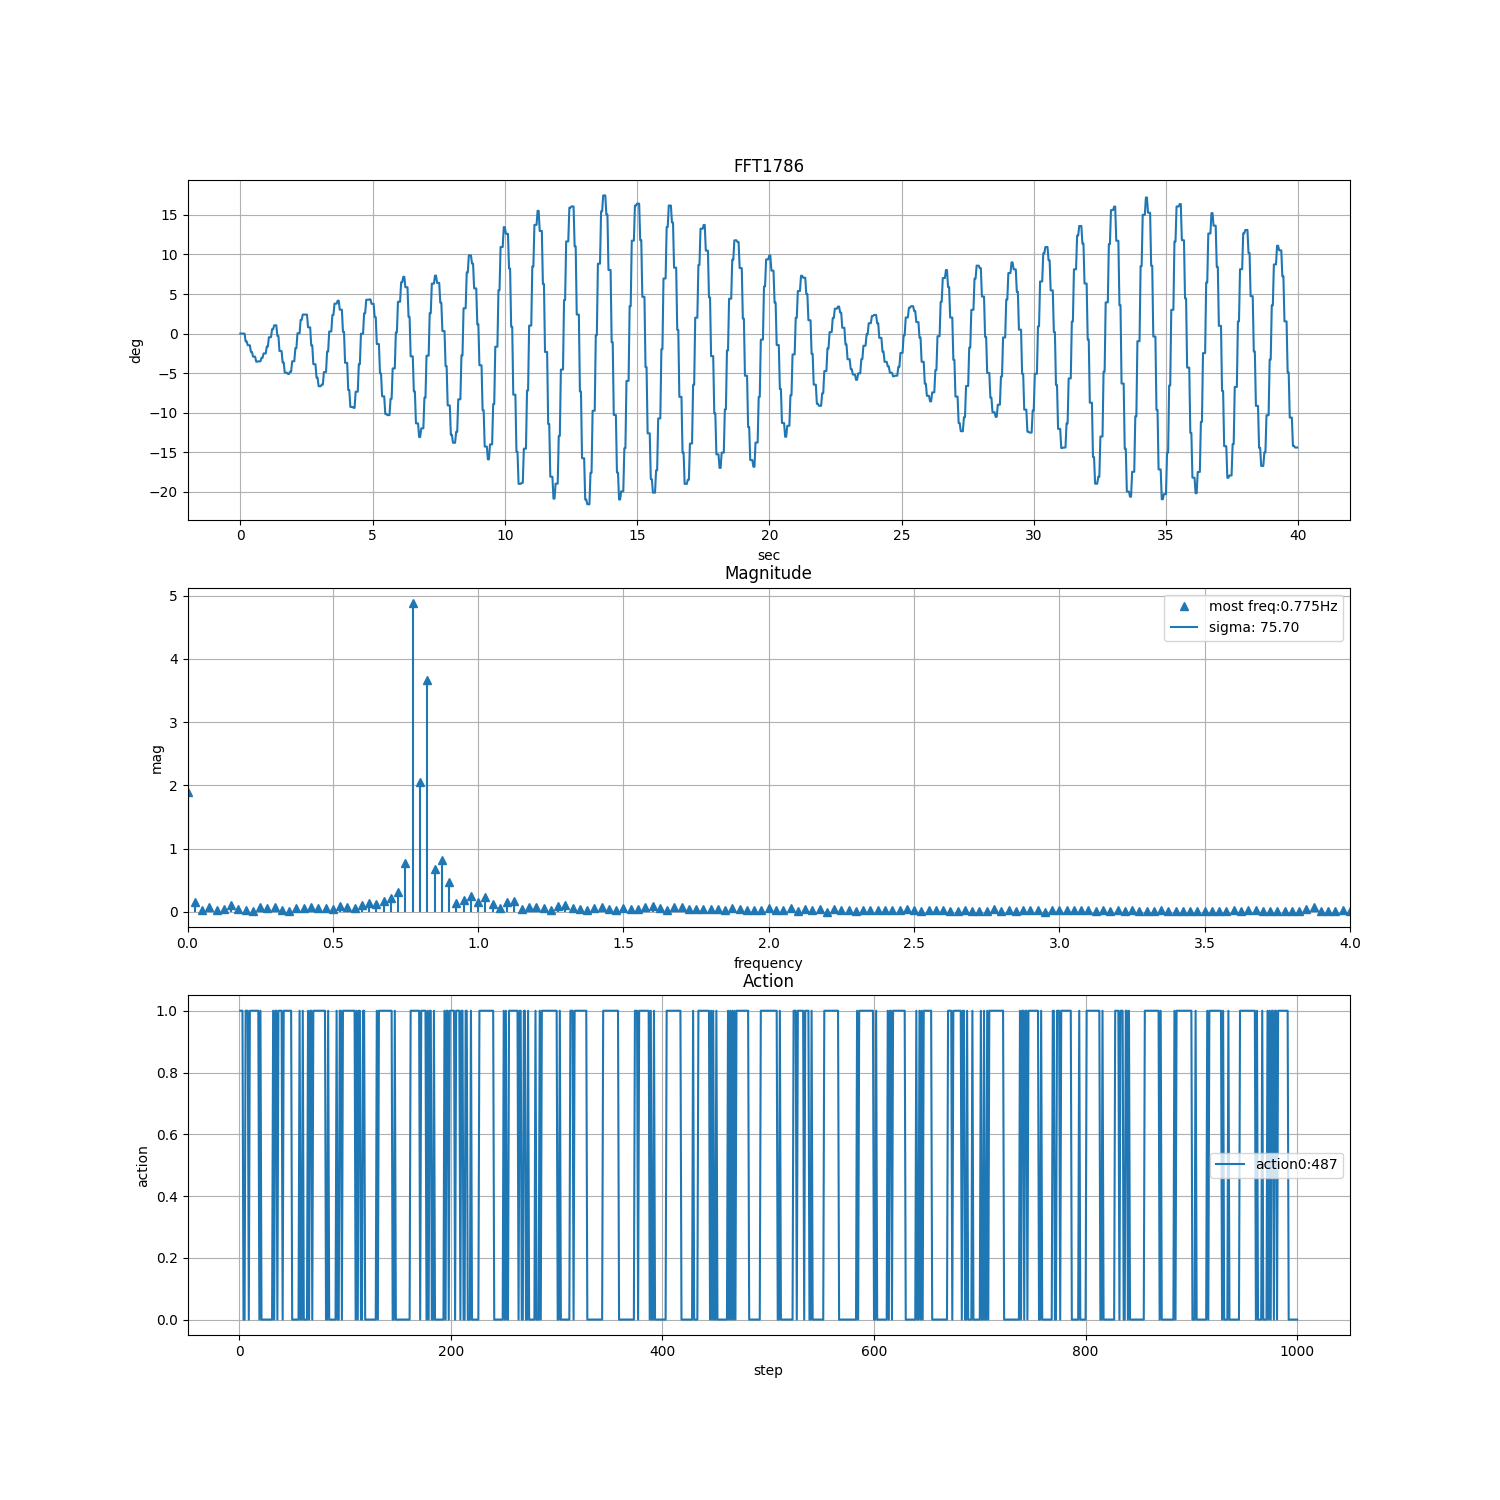 FFT1786
15
10
5
0
−5
−10
−15
−20
deg
0 5 10 15 20 25 30 35 40
sec
Magnitude
5
4
3
2
1
0
mag
most freq:0.775Hz
sigma: 75.70
0.0 0.5 1.0 1.5 2.0 2.5 3.0 3.5 4.0
frequency
Action
1.0
0.8
0.6
0.4
0.2
0.0
action
action0:487
0 200 400 600 800 1000
step